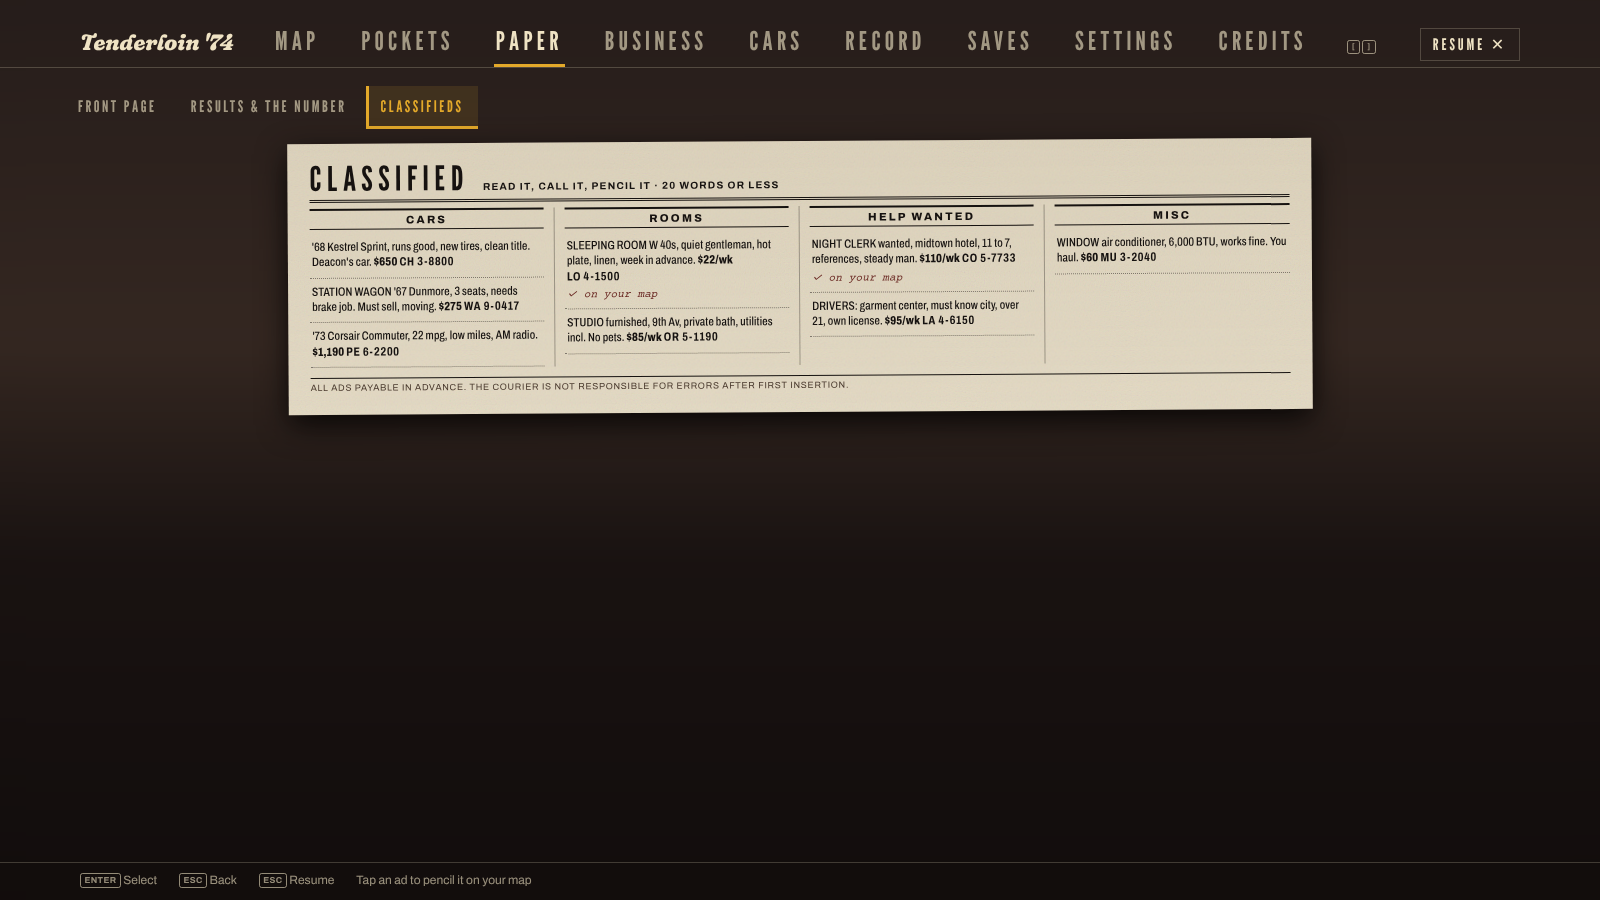 Tenderloin '74 MAP POCKETS PAPER BUSINESS CARS RECORD SAVES SETTINGS CREDITS [ ] RESUME ✕
FRONT PAGE RESULTS & THE NUMBER CLASSIFIEDS
CLASSIFIED READ IT, CALL IT, PENCIL IT · 20 WORDS OR LESS
CARS
'68 Kestrel Sprint, runs good, new tires, clean title.
Deacon's car. $650 CH 3-8800
STATION WAGON '67 Dunmore, 3 seats, needs
brake job. Must sell, moving. $275 WA 9-0417
'73 Corsair Commuter, 22 mpg, low miles, AM radio.
$1,190 PE 6-2200
ROOMS
SLEEPING ROOM W 40s, quiet gentleman, hot
plate, linen, week in advance. $22/wk
LO 4-1500
✓ on your map
STUDIO furnished, 9th Av, private bath, utilities
incl. No pets. $85/wk OR 5-1190
HELP WANTED
NIGHT CLERK wanted, midtown hotel, 11 to 7,
references, steady man. $110/wk CO 5-7733
✓ on your map
DRIVERS: garment center, must know city, over
21, own license. $95/wk LA 4-6150
MISC
WINDOW air conditioner, 6,000 BTU, works fine. You
haul. $60 MU 3-2040
ALL ADS PAYABLE IN ADVANCE. THE COURIER IS NOT RESPONSIBLE FOR ERRORS AFTER FIRST INSERTION.
ENTER Select ESC Back ESC Resume Tap an ad to pencil it on your map